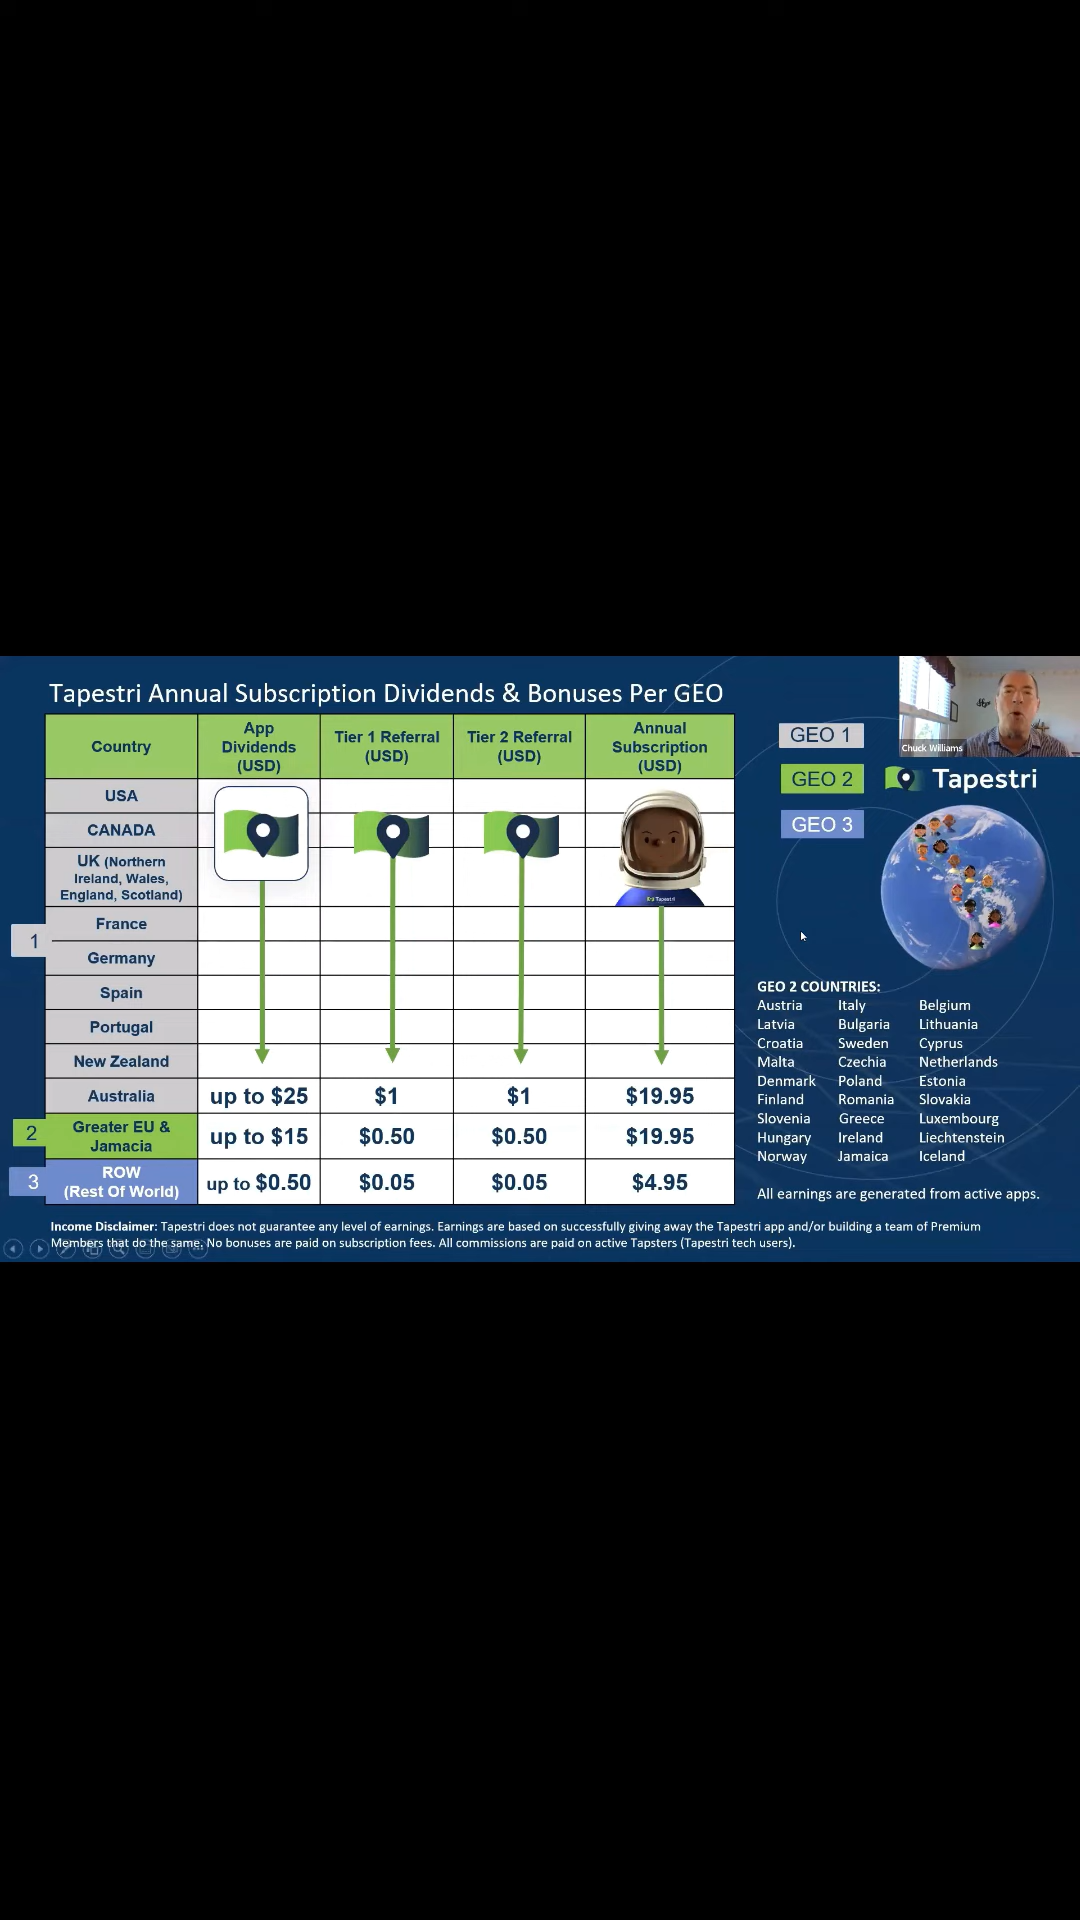 Tapestri Annual Subscription Dividends & Bonuses Per GEO
Country
App
Dividends
(USD)
Tier 1 Referral
(USD)
Tier 2 Referral
(USD)
Annual
Subscription
(USD)
1
USA
CANADA
UK (Northern
Ireland, Wales,
England, Scotland)
France
Germany
Spain
Portugal
New Zealand
Australia
up to $25
$1
$1
$19.95
2
Greater EU &
Jamacia
up to $15
$0.50
$0.50
$19.95
3
ROW
(Rest Of World)
up to $0.50
$0.05
$0.05
$4.95
Tapestri
GEO 1
GEO 2
GEO 3
Chuck Williams
Tapestri
GEO 2 COUNTRIES:
Austria Italy Belgium
Latvia Bulgaria Lithuania
Croatia Sweden Cyprus
Malta Czechia Netherlands
Denmark Poland Estonia
Finland Romania Slovakia
Slovenia Greece Luxembourg
Hungary Ireland Liechtenstein
Norway Jamaica Iceland
All earnings are generated from active apps.
Income Disclaimer: Tapestri does not guarantee any level of earnings. Earnings are based on successfully giving away the Tapestri app and/or building a team of Premium
Members that do the same. No bonuses are paid on subscription fees. All commissions are paid on active Tapsters (Tapestri tech users).